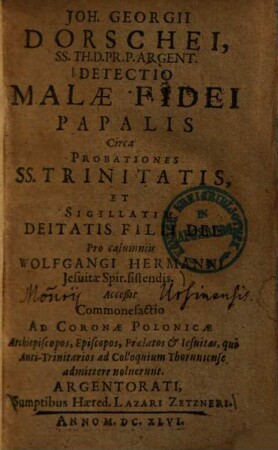 JOH. GEORGII
DORSCHEI,
SS. TH. D. PR. P. ARGENT.
DETECTIO
MALÆ FIDEI
PAPALIS
Circa
PROBATIONES
SS. TRINITATIS,
ET
SIGILLATI
DEITATIS FILII DEI
Pro calumniis
WOLFGANGI HERMANNI
Jesuitæ Spir. sistendis.
Accessit
Commonefactio
AD CORONÆ POLONICÆ
Archiepiscopos, Episcopos, Prælatos & Iesuitas, qui
Anti-Trinitarios ad Colloquium Thorunense
admittere noluerunt.
ARGENTORATI,
Sumptibus Hæred. LAZARI ZETZNERI.
ANNO M. DC. XLVI.